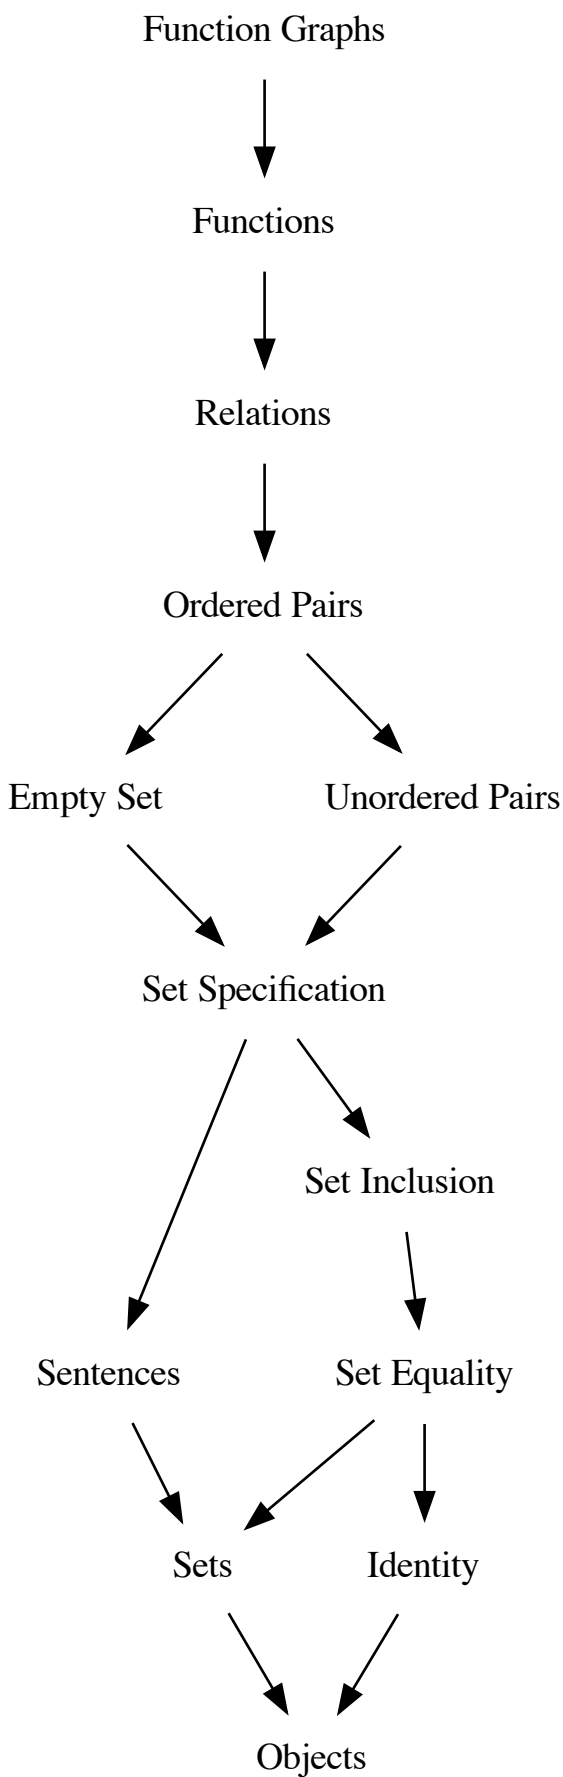 Function Graphs
Functions
Relations
Ordered Pairs
Empty Set
Unordered Pairs
Set Specification
Set Inclusion
Sentences
Set Equality
Sets
Identity
Objects